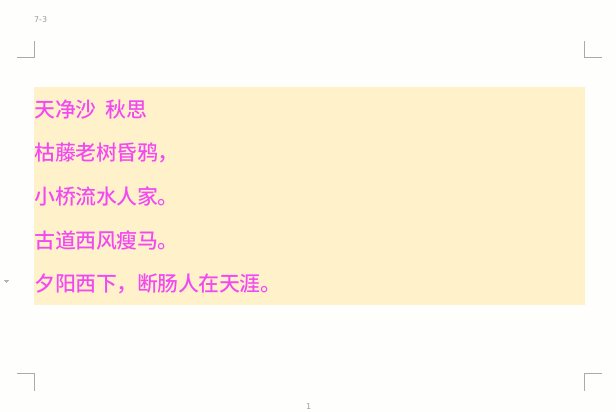 7-3
天净沙 秋思
枯藤老树昏鸦，
小桥流水人家。
古道西风瘦马。
夕阳西下，断肠人在天涯。
1